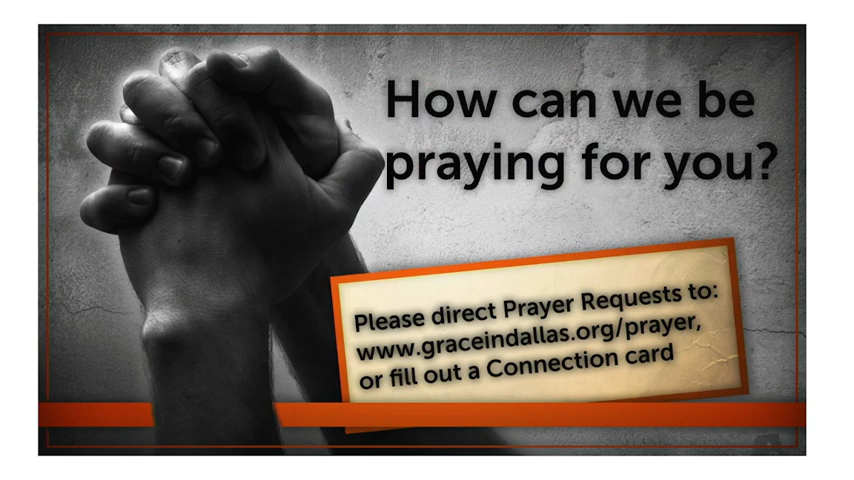 How can we be
praying for you?
Please direct Prayer Requests to:
www.graceindallas.org/prayer,
or fill out a Connection card